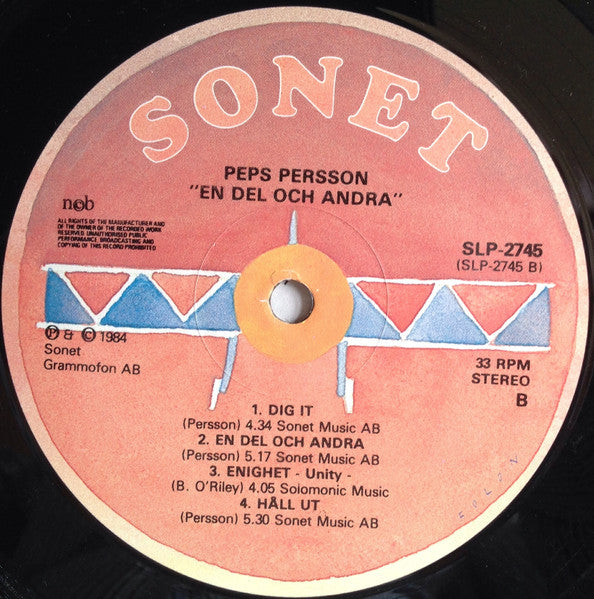 SONET
PEPS PERSSON
"EN DEL OCH ANDRA"
ncb
ALL RIGHTS OF THE MANUFACTURER AND
OF THE OWNER OF THE RECORDED WORK
RESERVED UNAUTHORISED PUBLIC
PERFORMANCE BROADCASTING AND
COPYING OF THIS RECORD PROHIBITED
SLP-2745
(SLP-2745 B)
Ⓟ & © 1984
Sonet
Grammofon AB
33 RPM
STEREO
B
1. DIG IT
(Persson) 4.34 Sonet Music AB
2. EN DEL OCH ANDRA
(Persson) 5.17 Sonet Music AB
3. ENIGHET - Unity -
(B. O'Riley) 4.05 Solomonic Music
4. HÅLL UT
(Persson) 5.30 Sonet Music AB